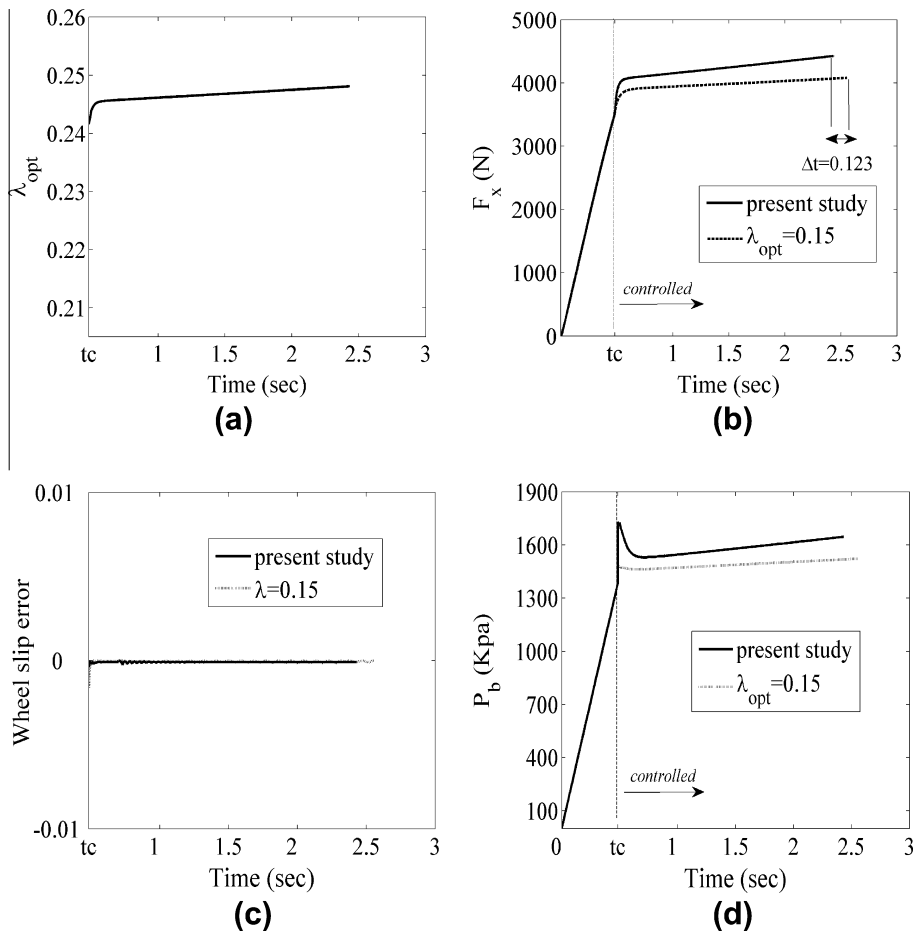 0.26
0.25
0.24
0.23
0.22
0.21
λopt
tc 1 1.5 2 2.5 3
Time (sec)
(a)
5000
4000
3000
2000
1000
0
Fx (N)
Δt=0.123
present study
λopt=0.15
controlled
tc 1 1.5 2 2.5 3
Time (sec)
(b)
0.01
0
-0.01
Wheel slip error
present study
λ=0.15
tc 1 1.5 2 2.5 3
Time (sec)
(c)
1900
1600
1300
1000
700
400
100
Pb (Kpa)
present study
λopt=0.15
controlled
0 tc 1 1.5 2 2.5 3
Time (sec)
(d)